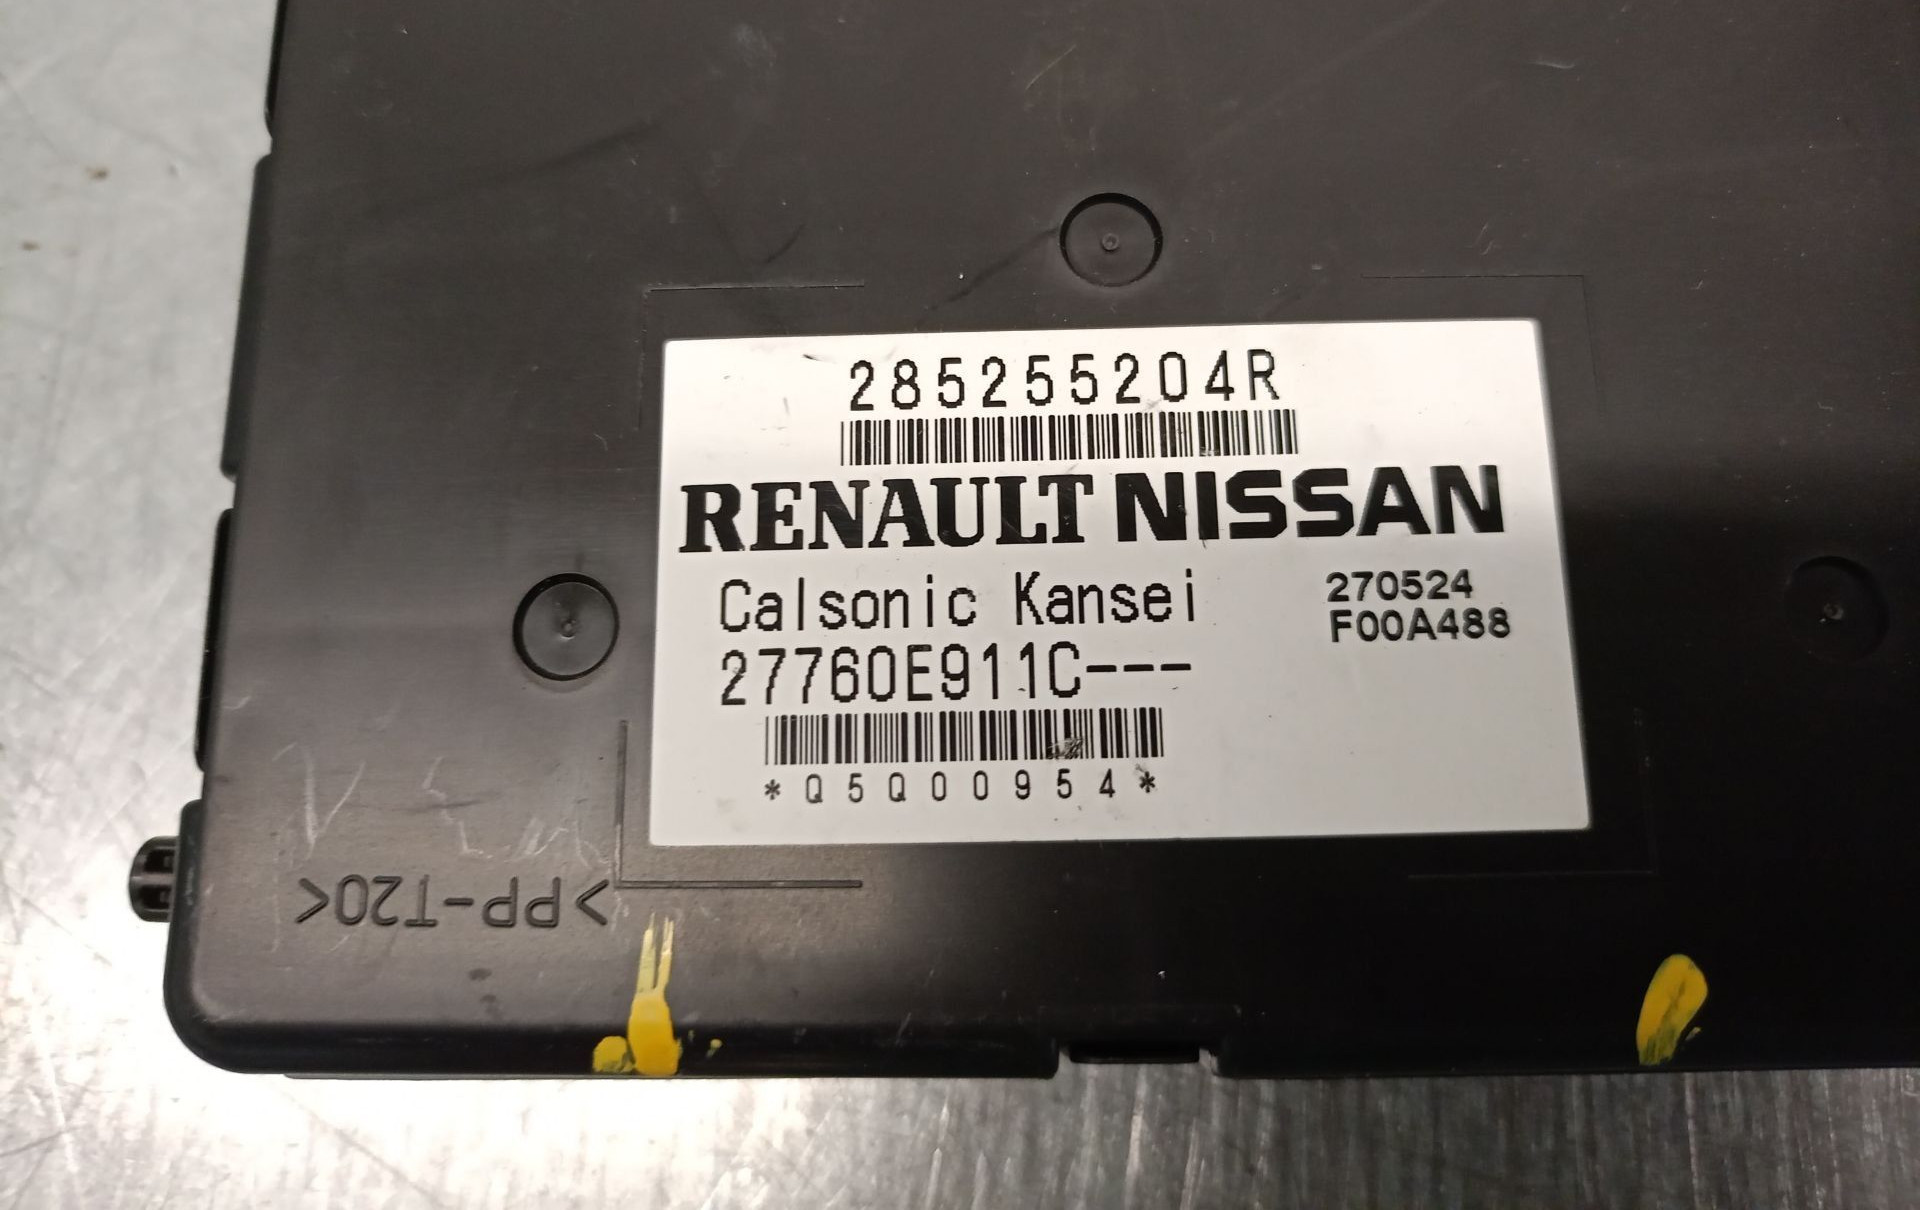 285255204R
RENAULT NISSAN
Calsonic Kansei
270524
F00A488
27760E911C---
*Q5Q00954*
>PP-T20<